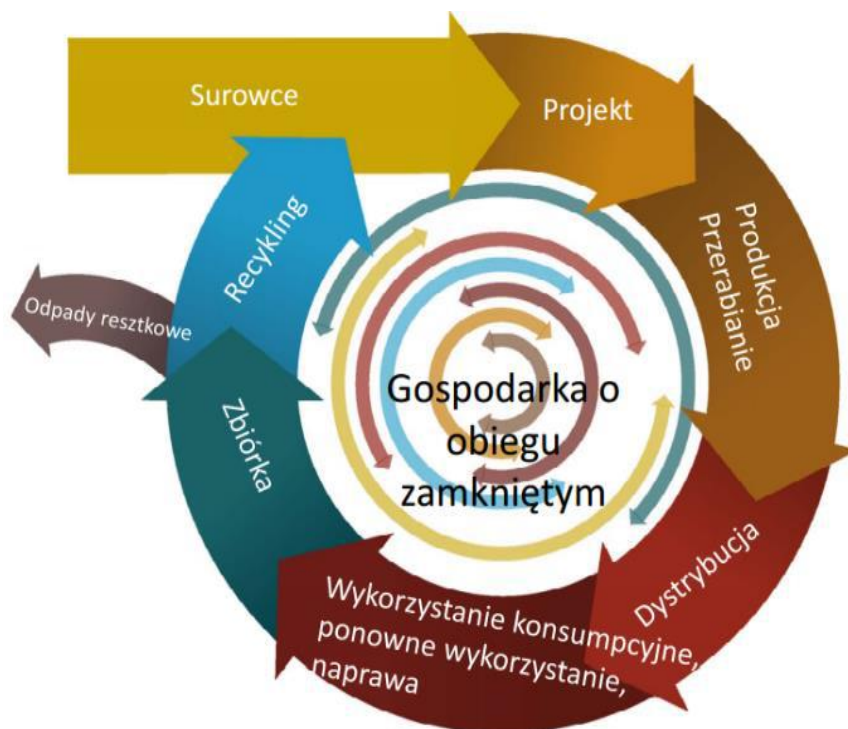 Surowce
Projekt
Produkcja
Przerabianie
Dystrybucja
Wykorzystanie konsumpcyjne,
ponowne wykorzystanie,
naprawa
Zbiórka
Recykling
Odpady resztkowe
Gospodarka o
obiegu
zamkniętym